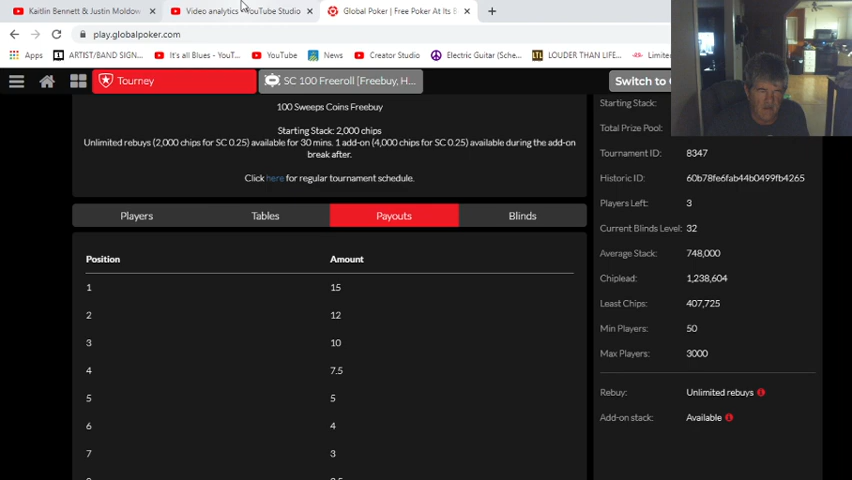 Kaitlin Bennett & Justin Moldow
Video analytics - YouTube Studio
Global Poker | Free Poker At Its B
play.globalpoker.com
Apps
ARTIST/BAND SIGN...
It's all Blues - YouT...
YouTube
News
Creator Studio
Electric Guitar (Sche...
LOUDER THAN LIFE...
Limite
Tourney
SC 100 Freeroll [Freebuy, H...
Switch to
100 Sweeps Coins Freebuy
Starting Stack: 2,000 chips
Unlimited rebuys (2,000 chips for SC 0.25) available for 30 mins. 1 add-on (4,000 chips for SC 0.25) available during the add-on
break after.
Click here for regular tournament schedule.
Players
Tables
Payouts
Blinds
Position Amount
1 15
2 12
3 10
4 7.5
5 5
6 4
7 3
Starting Stack:
Total Prize Pool:
Tournament ID: 8347
Historic ID: 60b78fe6fab44b0499fb4265
Players Left: 3
Current Blinds Level: 32
Average Stack: 748,000
Chiplead: 1,238,604
Least Chips: 407,725
Min Players: 50
Max Players: 3000
Rebuy: Unlimited rebuys
Add-on stack: Available